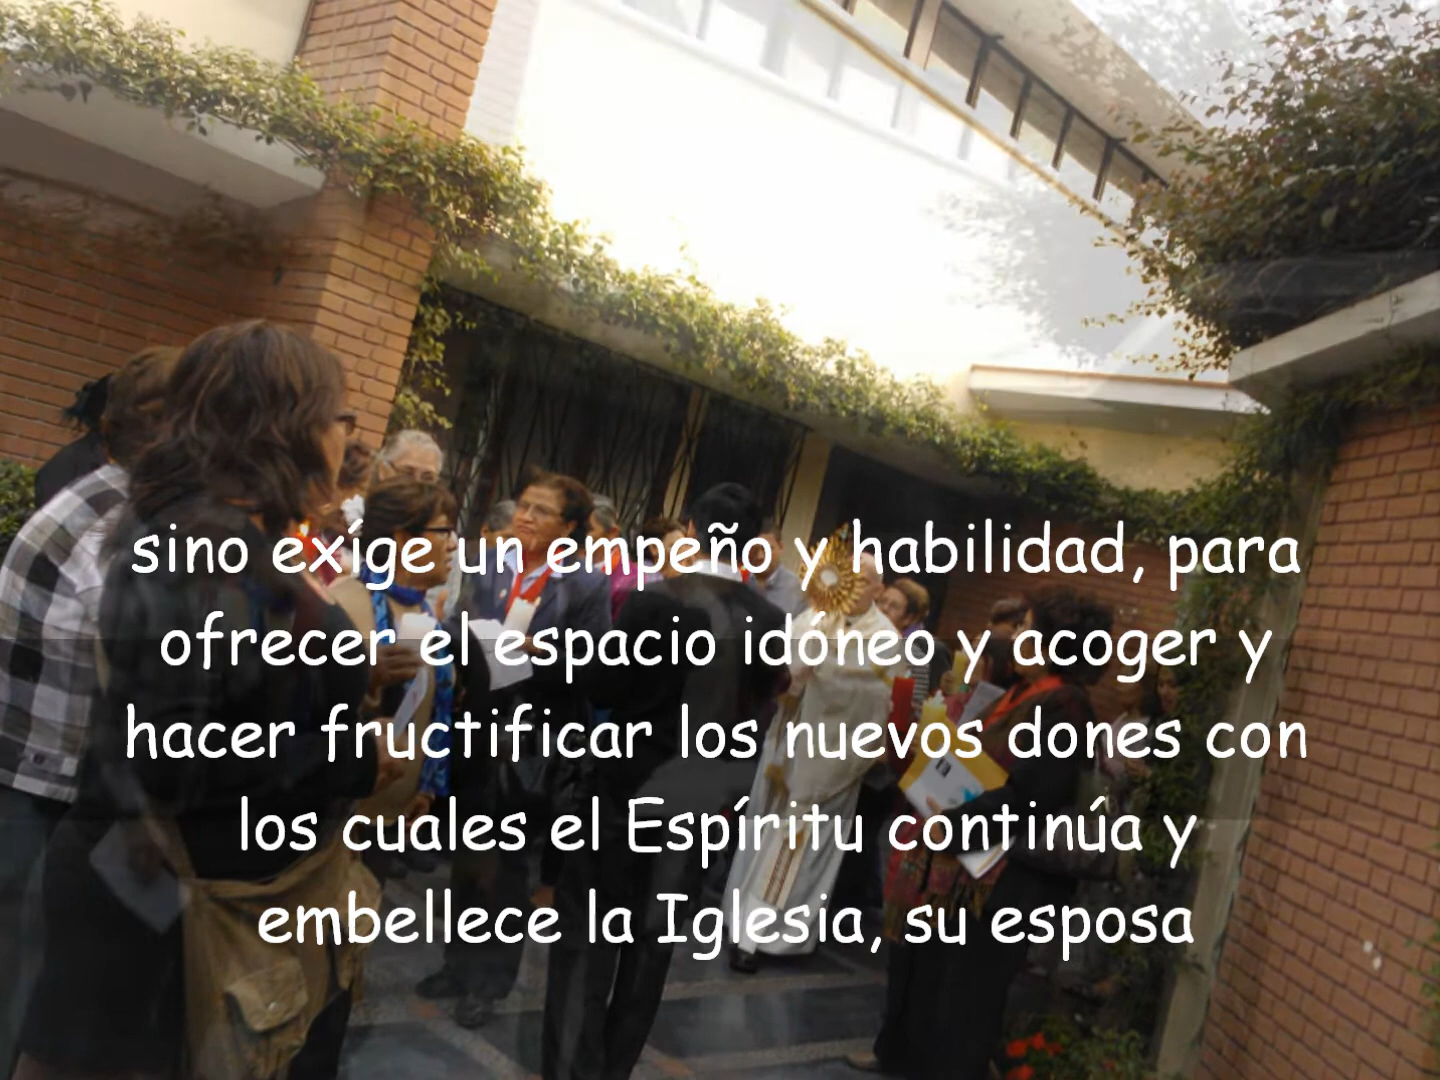 sino exige un empeño y habilidad, para
ofrecer el espacio idóneo y acoger y
hacer fructificar los nuevos dones con
los cuales el Espíritu continúa y
embellece la Iglesia, su esposa